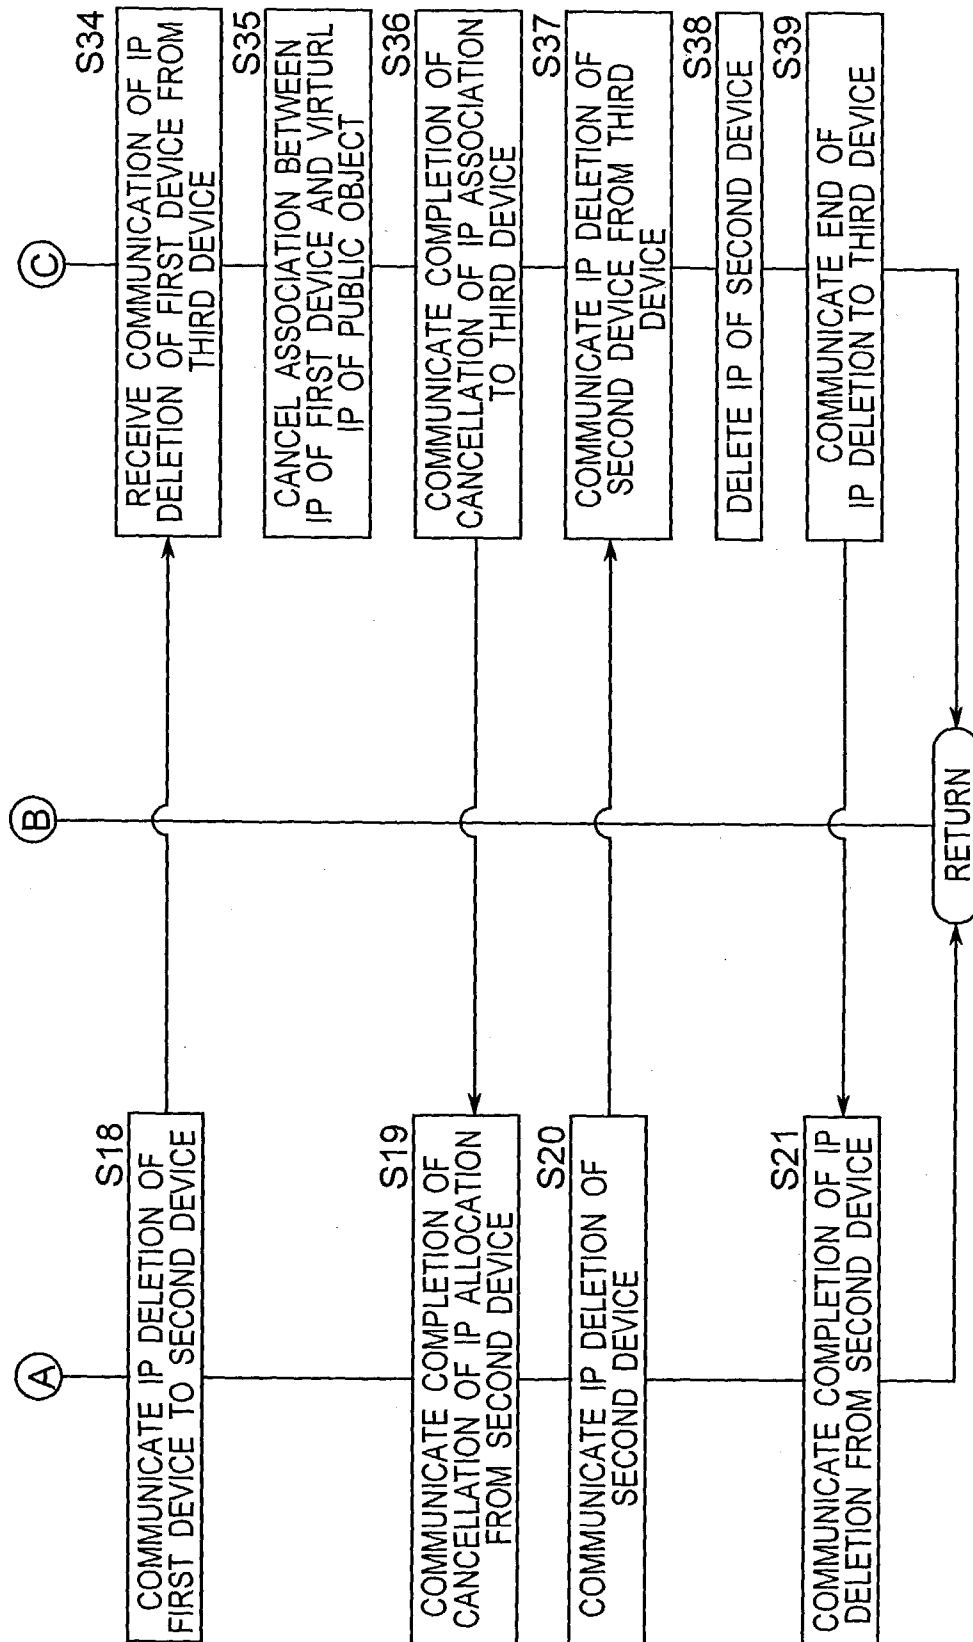 A
B
C
S18
COMMUNICATE IP DELETION OF
FIRST DEVICE TO SECOND DEVICE
S34
RECEIVE COMMUNICATION OF IP
DELETION OF FIRST DEVICE FROM
THIRD DEVICE
S35
CANCEL ASSOCIATION BETWEEN
IP OF FIRST DEVICE AND VIRTURL
IP OF PUBLIC OBJECT
S19
COMMUNICATE COMPLETION OF
CANCELLATION OF IP ALLOCATION
FROM SECOND DEVICE
S36
COMMUNICATE COMPLETION OF
CANCELLATION OF IP ASSOCIATION
TO THIRD DEVICE
S20
COMMUNICATE IP DELETION OF
SECOND DEVICE
S37
COMMUNICATE IP DELETION OF
SECOND DEVICE FROM THIRD
DEVICE
S38
DELETE IP OF SECOND DEVICE
S21
COMMUNICATE COMPLETION OF IP
DELETION FROM SECOND DEVICE
S39
COMMUNICATE END OF
IP DELETION TO THIRD DEVICE
RETURN